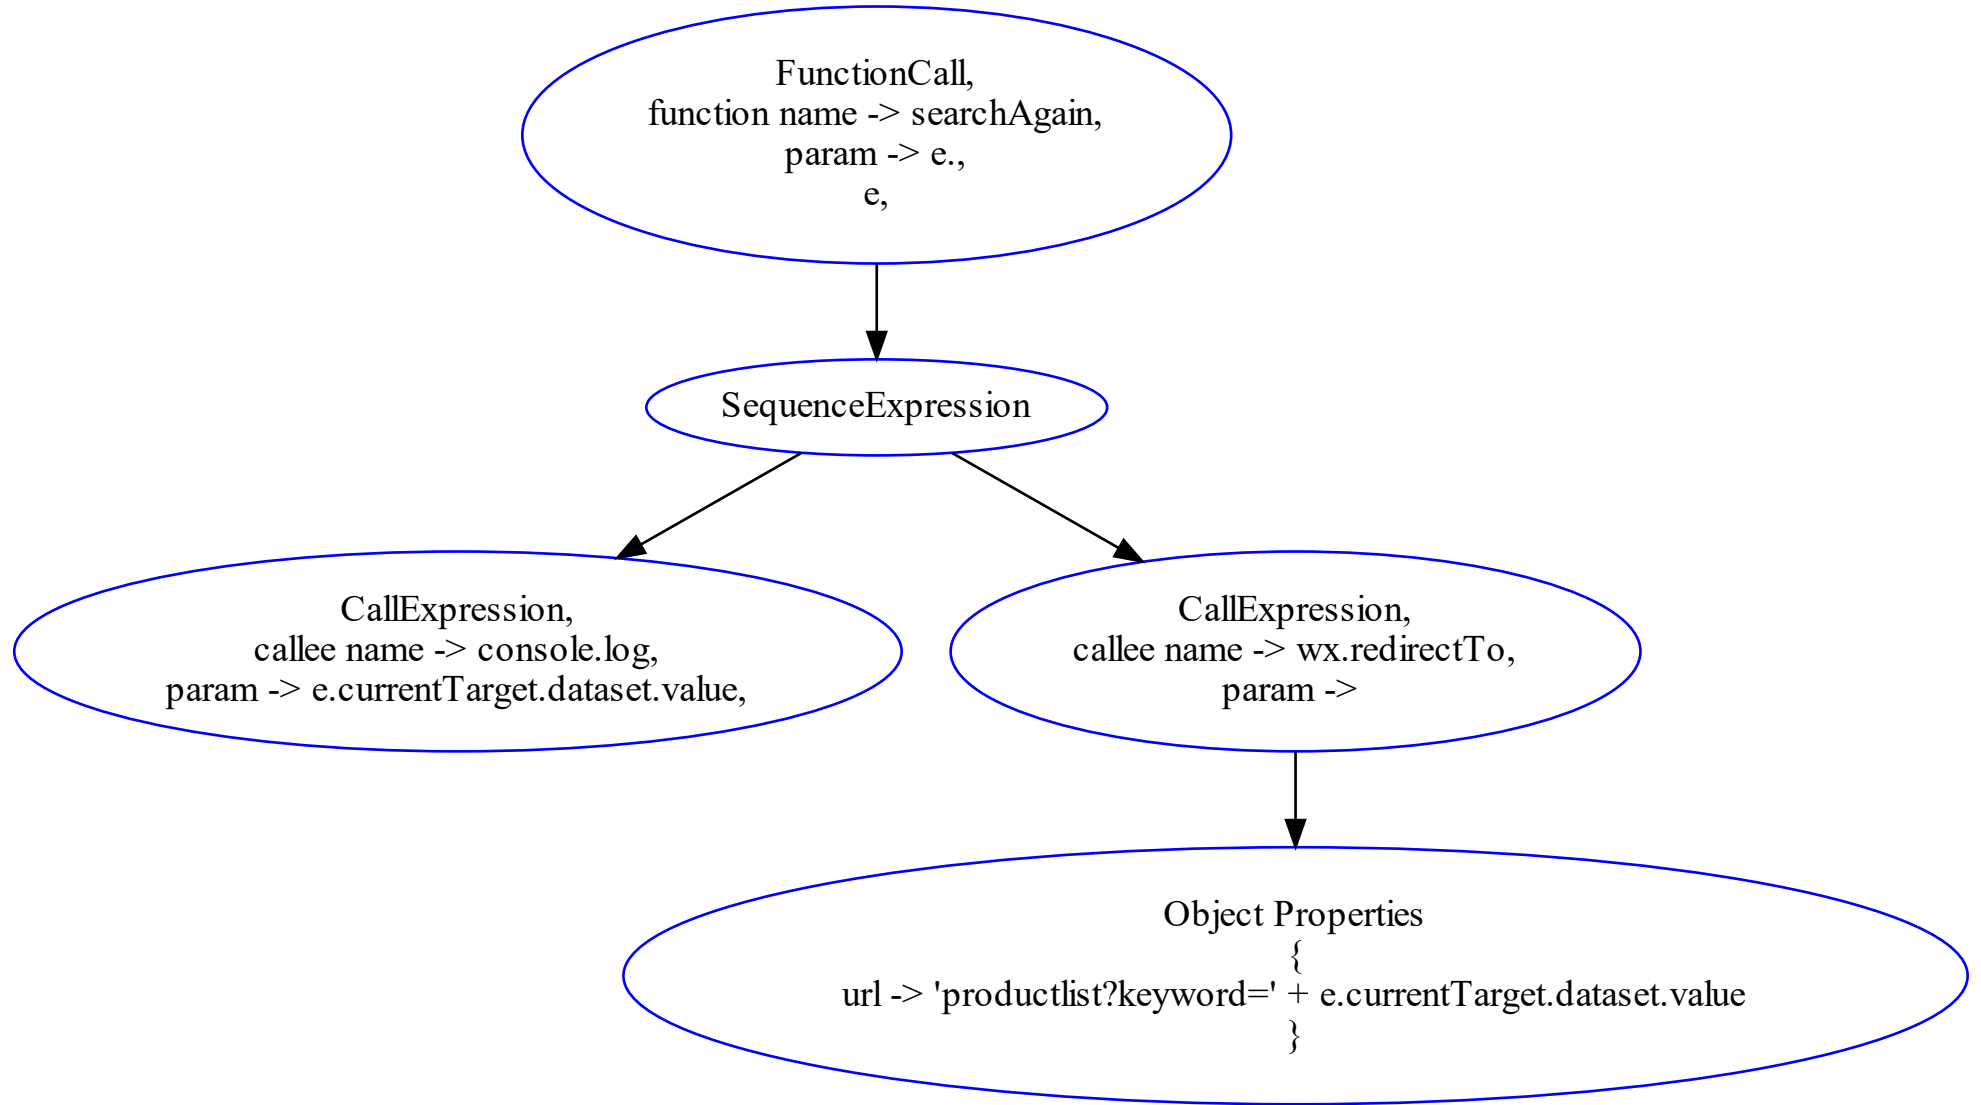 FunctionCall,
function name -> searchAgain,
param -> e.,
e,
SequenceExpression
CallExpression,
callee name -> console.log,
param -> e.currentTarget.dataset.value,
CallExpression,
callee name -> wx.redirectTo,
param ->
Object Properties
{
url -> 'productlist?keyword=' + e.currentTarget.dataset.value
}